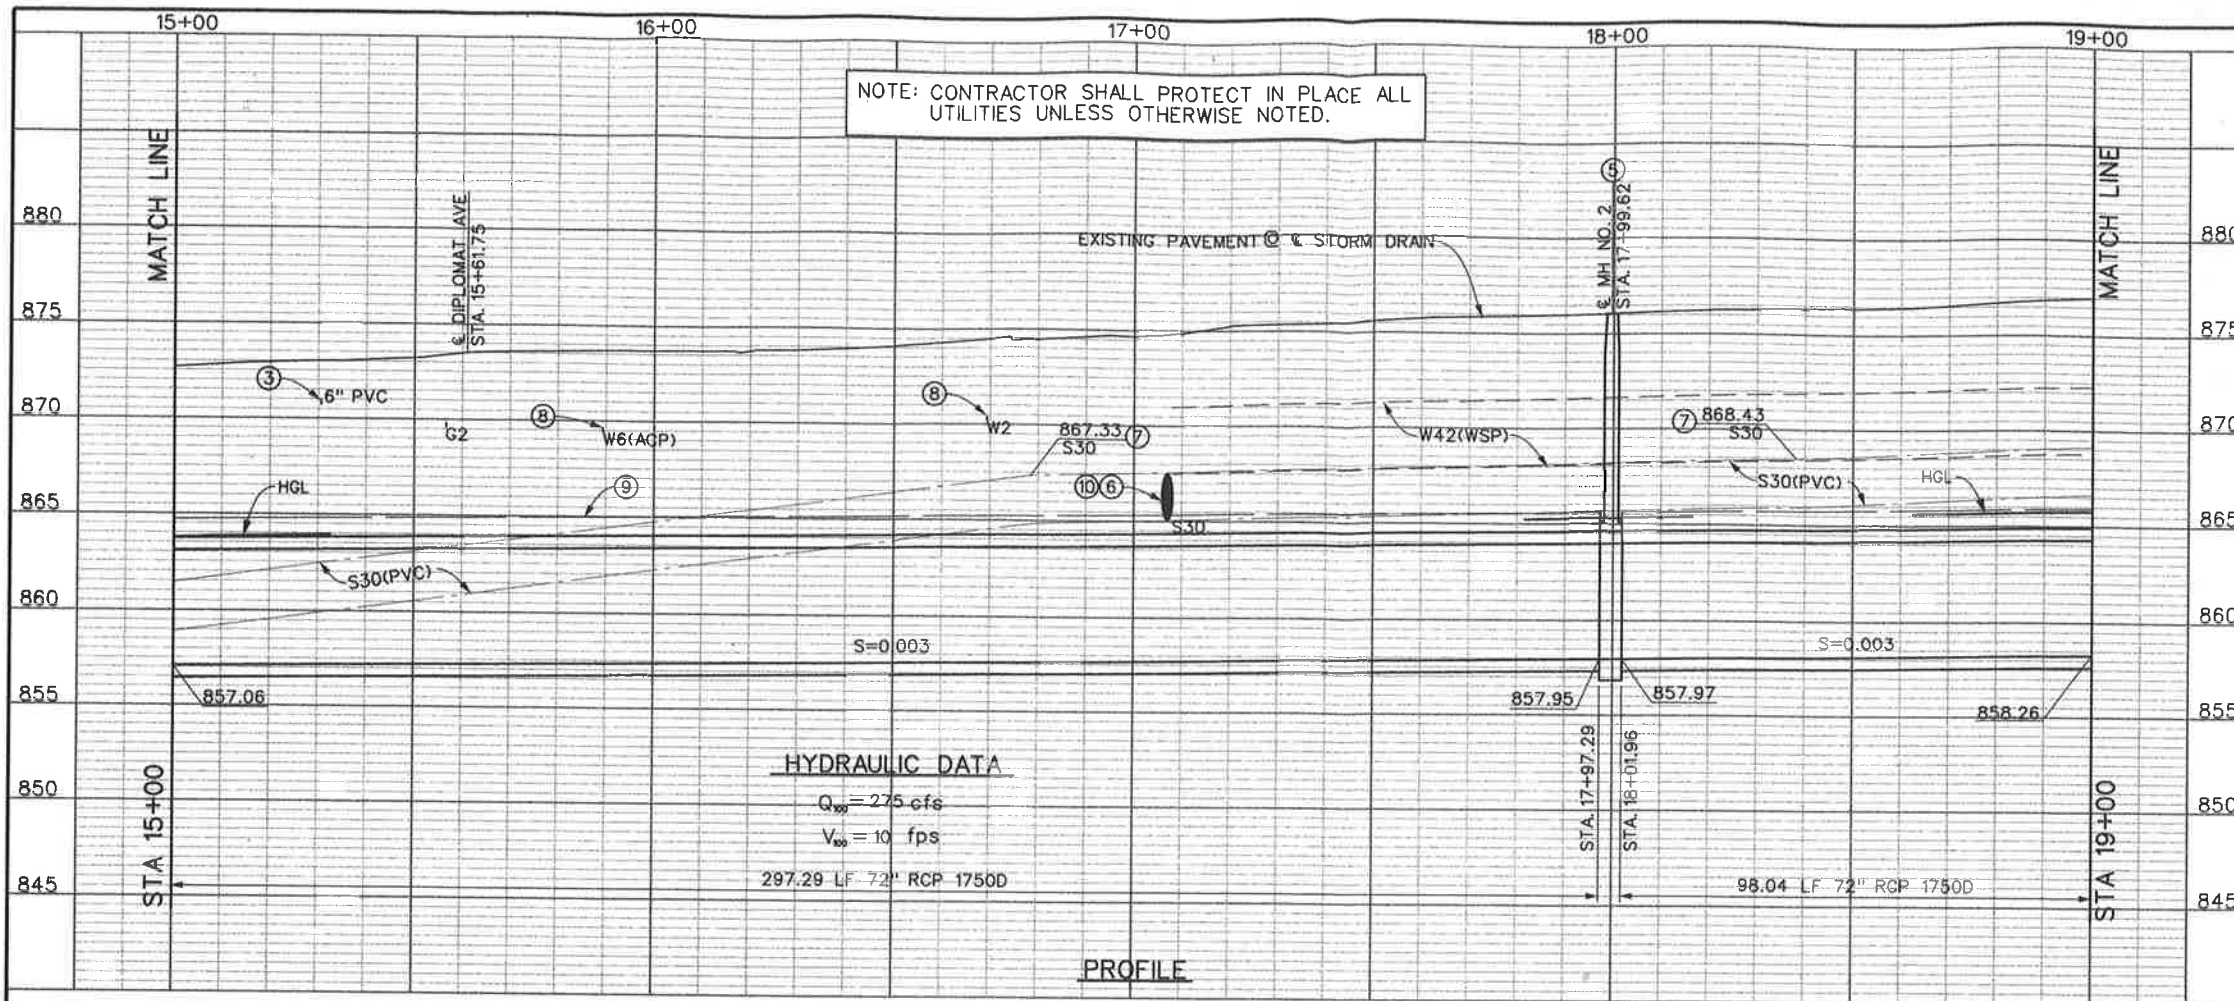 15+00
16+00
17+00
18+00
19+00
NOTE: CONTRACTOR SHALL PROTECT IN PLACE ALL
UTILITIES UNLESS OTHERWISE NOTED.
MATCH LINE
℄ DIPLOMAT AVE
STA. 15+61.75
5
℄ MH NO. 2
STA. 17+99.62
MATCH LINE
EXISTING PAVEMENT @ ℄ STORM DRAIN
880
875
870
865
860
855
850
845
880
875
870
865
860
855
850
845
3
6" PVC
G2
8
W6(ACP)
8
W2
867.33
S30
7
W42(WSP)
7
868.43
S30
HGL
9
10
6
S30
S30(PVC)
HGL
S30(PVC)
S=0.003
S=0.003
857.06
857.95
857.97
858.26
HYDRAULIC DATA
Q100 = 275 cfs
V100 = 10 fps
297.29 LF 72" RCP 1750D
98.04 LF 72" RCP 1750D
STA 15+00
STA. 17+97.29
STA. 18+01.96
STA 19+00
PROFILE